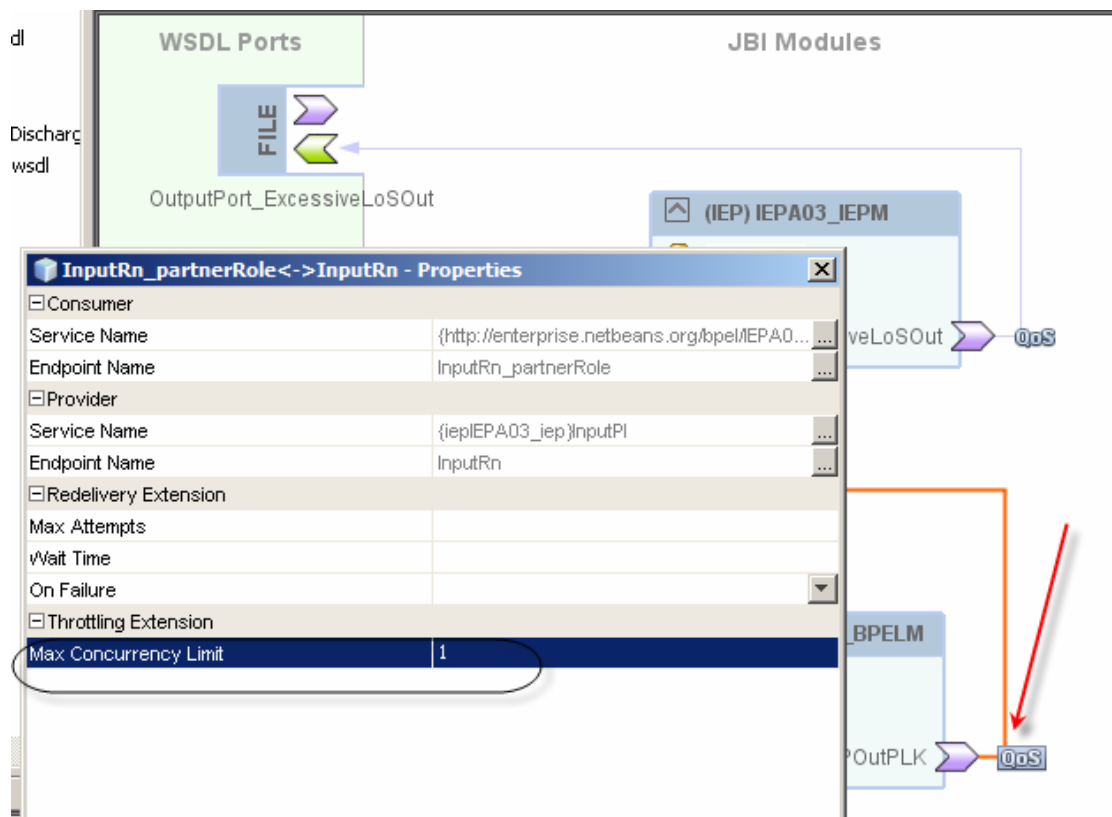 dl
WSDL Ports
JBI Modules
FILE
Discharg
wsdl
OutputPort_ExcessiveLoSOut
(IEP) IEPA03_IEPM
InputRn_partnerRole<->InputRn - Properties
Consumer
Service Name {http://enterprise.netbeans.org/bpel/IEPA0... ...
veLoSOut QoS
Endpoint Name InputRn_partnerRole ...
Provider
Service Name {iepIEPA03_iep}InputPl ...
Endpoint Name InputRn ...
Redelivery Extension
Max Attempts
Wait Time
On Failure
Throttling Extension
_BPELM
Max Concurrency Limit 1
POutPLK QoS